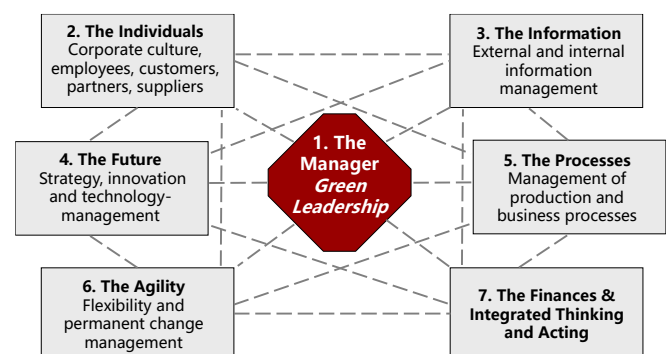 2. The Individuals
Corporate culture,
employees, customers,
partners, suppliers
3. The Information
External and internal
information
management
1. The
Manager
Green
Leadership
4. The Future
Strategy, innovation
and technology-
management
5. The Processes
Management of
production and
business processes
6. The Agility
Flexibility and
permanent change
management
7. The Finances &
Integrated Thinking
and Acting